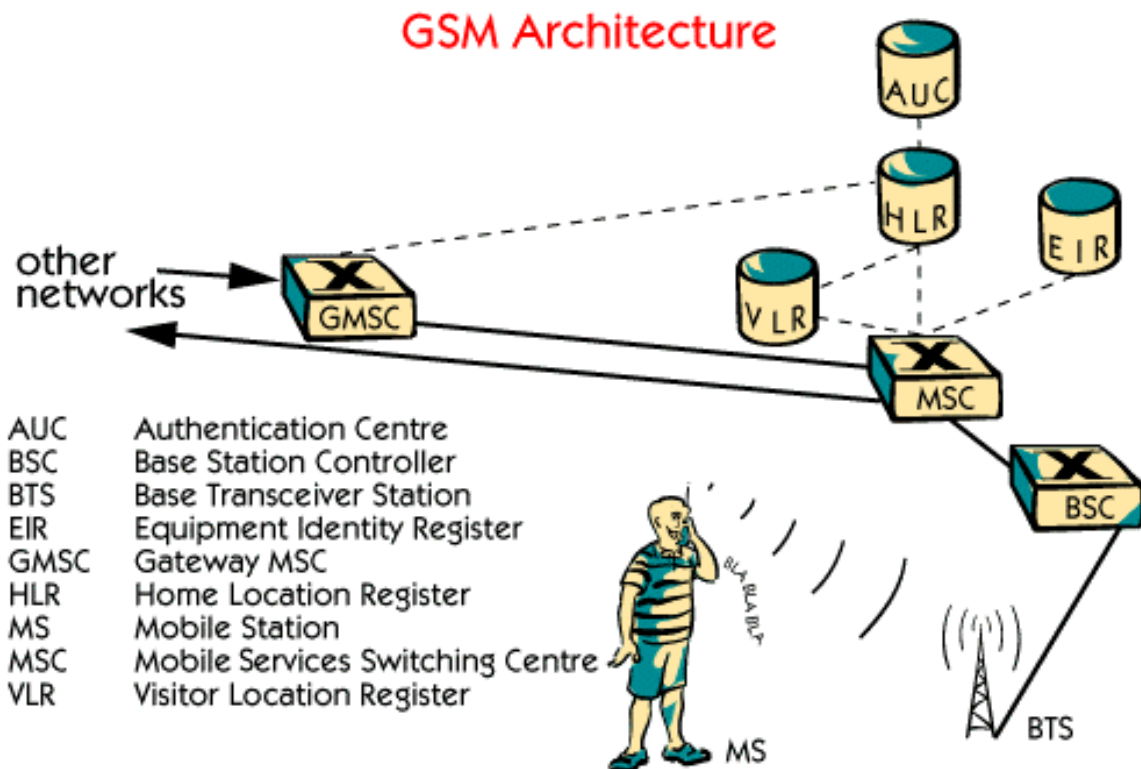 GSM Architecture
AUC
HLR
EIR
VLR
other
networks
GMSC
MSC
BSC
AUC Authentication Centre
BSC Base Station Controller
BTS Base Transceiver Station
EIR Equipment Identity Register
GMSC Gateway MSC
HLR Home Location Register
MS Mobile Station
MSC Mobile Services Switching Centre
VLR Visitor Location Register
BLA BLA BLA
MS
BTS